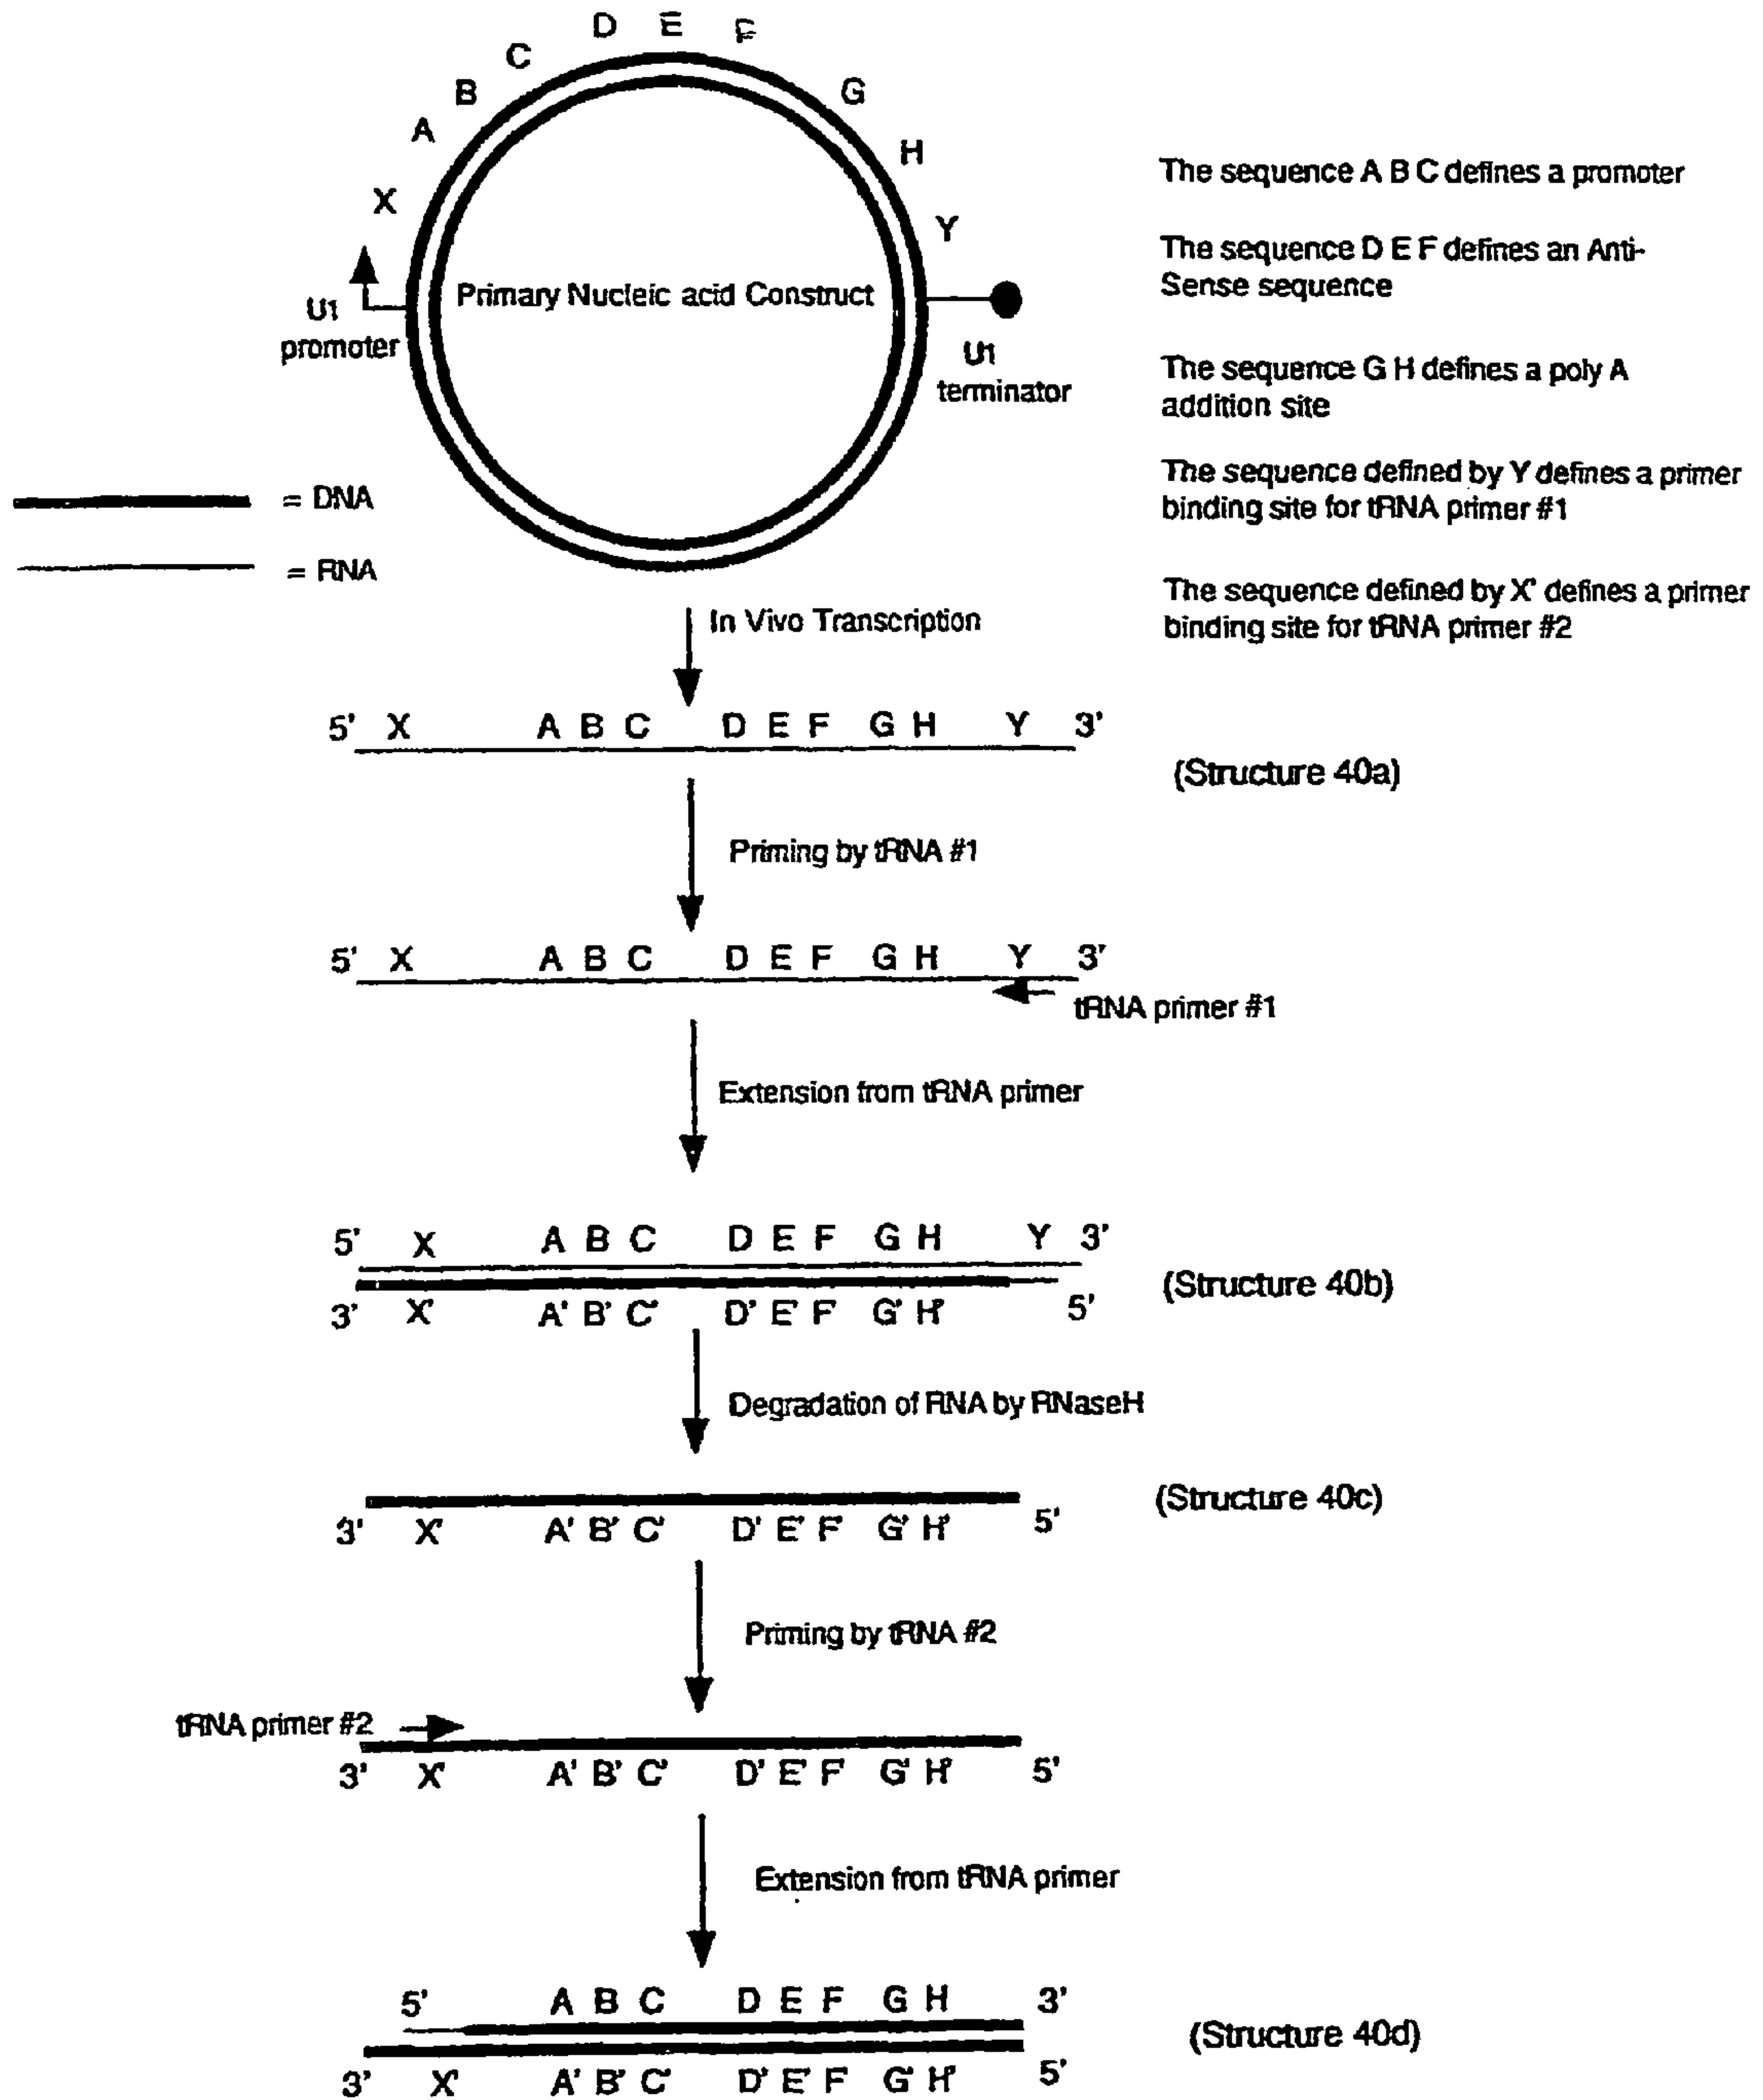 D E F
C G
B H
A
X Y
The sequence A B C defines a promoter
The sequence D E F defines an Anti-
Sense sequence
Primary Nucleic acid Construct
U1
promoter
U1
terminator
The sequence G H defines a poly A
addition site
The sequence defined by Y defines a primer
binding site for tRNA primer #1
= DNA
= RNA
The sequence defined by X' defines a primer
binding site for tRNA primer #2
In Vivo Transcription
5' X A B C D E F G H Y 3'
(Structure 40a)
Priming by tRNA #1
5' X A B C D E F G H Y 3'
tRNA primer #1
Extension from tRNA primer
5' X A B C D E F G H Y 3'
(Structure 40b)
3' X' A' B' C' D' E' F' G' H' 5'
Degradation of RNA by RNaseH
(Structure 40c)
3' X' A' B' C' D' E' F' G' H' 5'
Priming by tRNA #2
tRNA primer #2
3' X' A' B' C' D' E' F' G' H' 5'
Extension from tRNA primer
5' A B C D E F G H 3'
(Structure 40d)
3' X' A' B' C' D' E' F' G' H' 5'